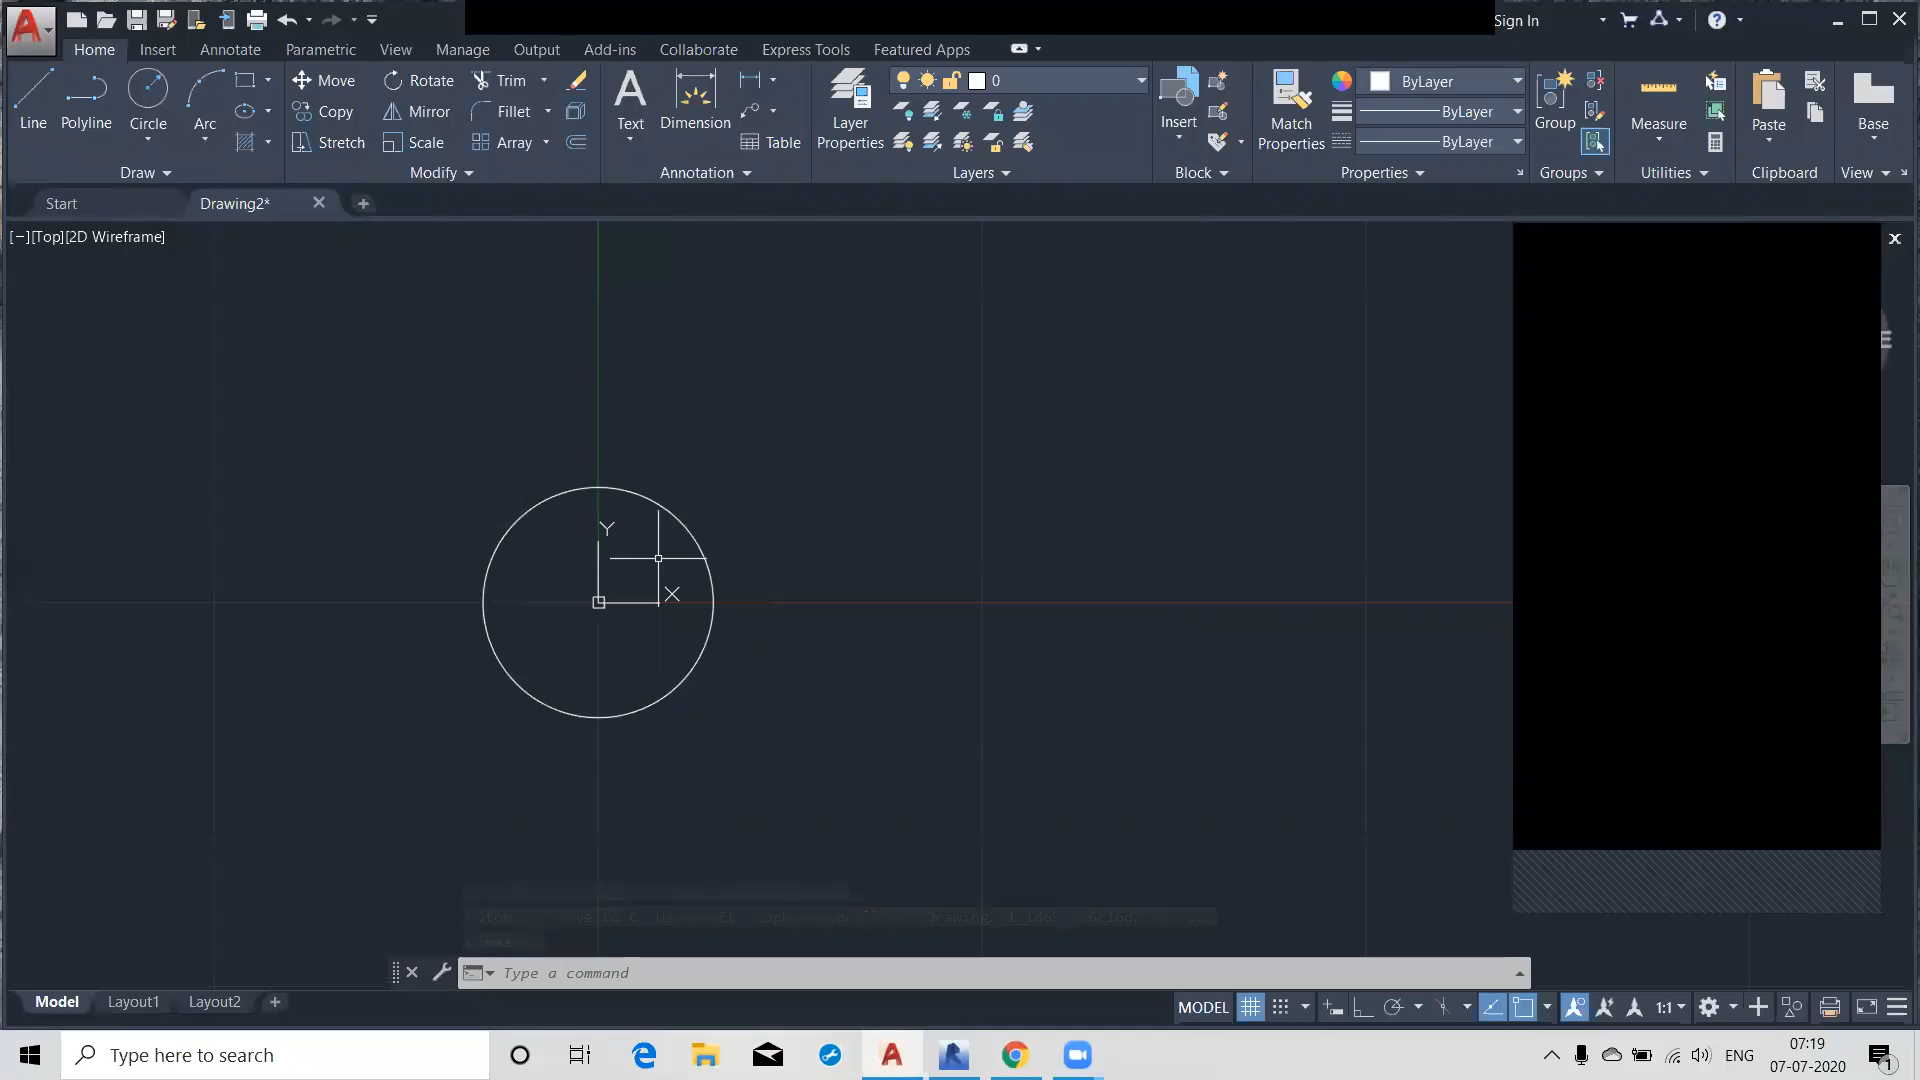 Sign In
Home Insert Annotate Parametric View Manage Output Add-ins Collaborate Express Tools Featured Apps
Line Polyline Circle Arc
Move Rotate Trim
Copy Mirror Fillet
Stretch Scale Array
Text Dimension Table
Layer Properties
0
Insert
Match Properties
ByLayer
ByLayer
ByLayer
Group
Measure
Paste
Base
Draw Modify Annotation Layers Block Properties Groups Utilities Clipboard View
Start Drawing2*
[−][Top][2D Wireframe]
Y
X
Type a command
Model Layout1 Layout2
MODEL 1:1
Type here to search
ENG
07:19
07-07-2020
1